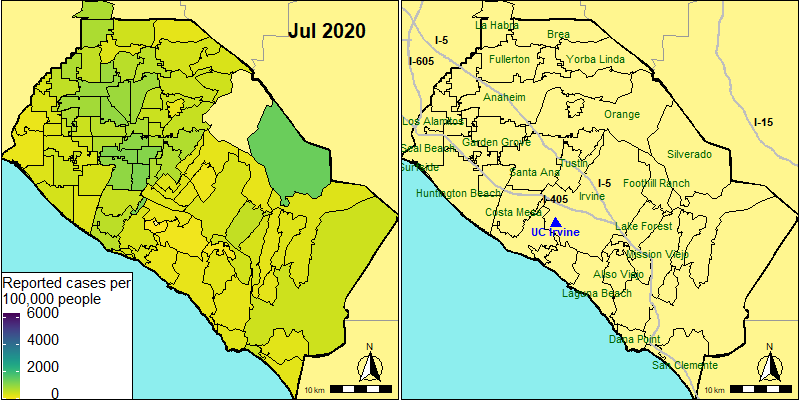 Jul 2020
Reported cases per
100,000 people
6000
4000
2000
0
N
10 km
La Habra
Brea
I-5
I-605
Fullerton
Yorba Linda
Anaheim
Orange
I-15
Los Alamitos
Garden Grove
Seal Beach
Silverado
Surfside
Tustin
Santa Ana
I-5
Foothill Ranch
Huntington Beach
Irvine
I-405
Costa Mesa
Lake Forest
UC Irvine
Mission Viejo
Aliso Viejo
Laguna Beach
Dana Point
San Clemente
N
10 km